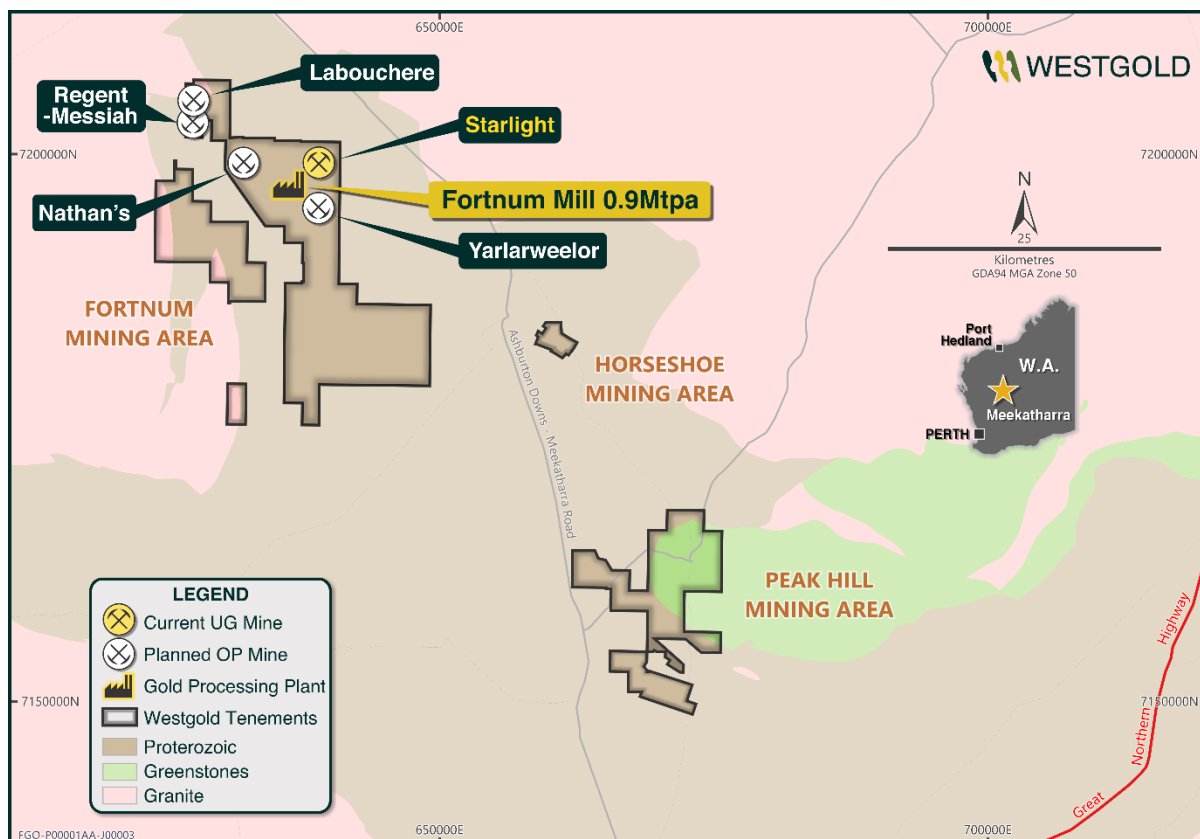 650000E
700000E
WESTGOLD
Labouchere
Regent
-Messiah
Starlight
7200000N
7200000N
Fortnum Mill 0.9Mtpa
Nathan's
Yarlarweelor
N
25
Kilometres
GDA94 MGA Zone 50
FORTNUM
MINING AREA
HORSESHOE
MINING AREA
Ashburton Downs - Meekatharra Road
Port
Hedland
W.A.
Meekatharra
PERTH
PEAK HILL
MINING AREA
LEGEND
Current UG Mine
Planned OP Mine
Gold Processing Plant
Westgold Tenements
Proterozoic
Greenstones
Granite
7150000N
7150000N
Great Northern Highway
FGO-P00001AA-J00003
650000E
700000E